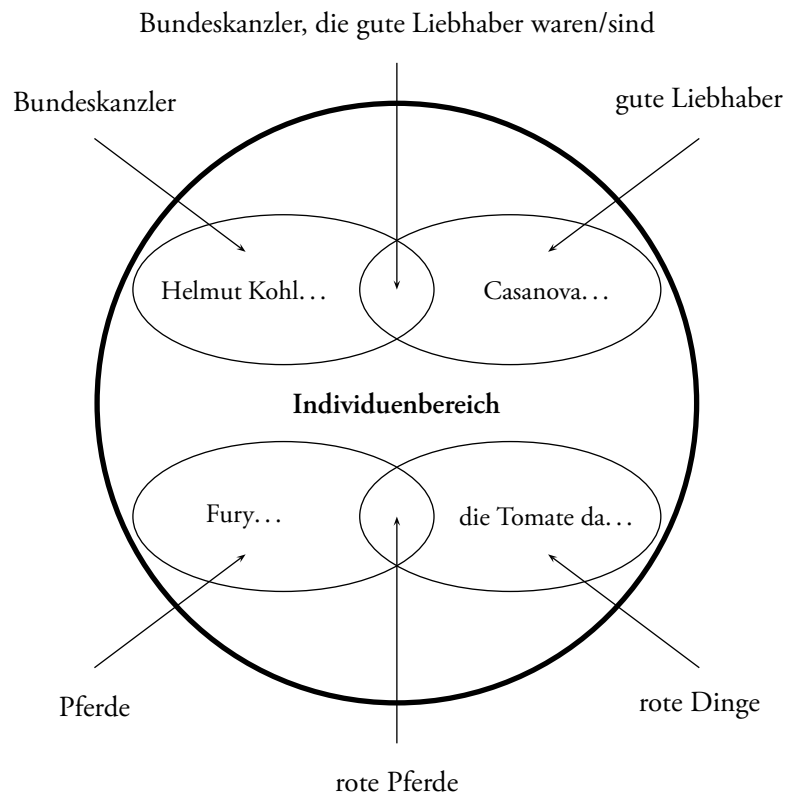 Bundeskanzler, die gute Liebhaber waren/sind
Bundeskanzler
gute Liebhaber
Helmut Kohl...
Casanova...
Individuenbereich
Fury...
die Tomate da...
Pferde
rote Dinge
rote Pferde